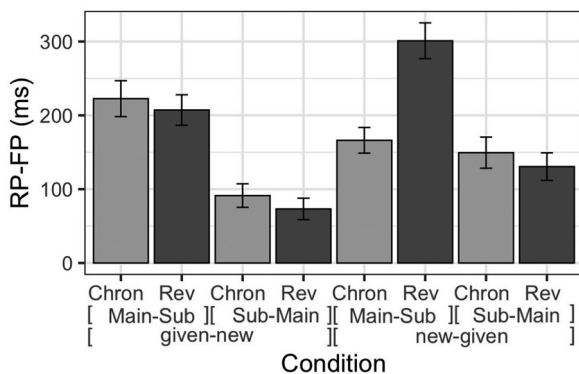 RP-FP (ms)
300
200
100
0
Chron Rev Chron Rev Chron Rev Chron Rev
[ Main-Sub ][ Sub-Main ][ Main-Sub ][ Sub-Main ]
[ given-new ][ new-given ]
Condition